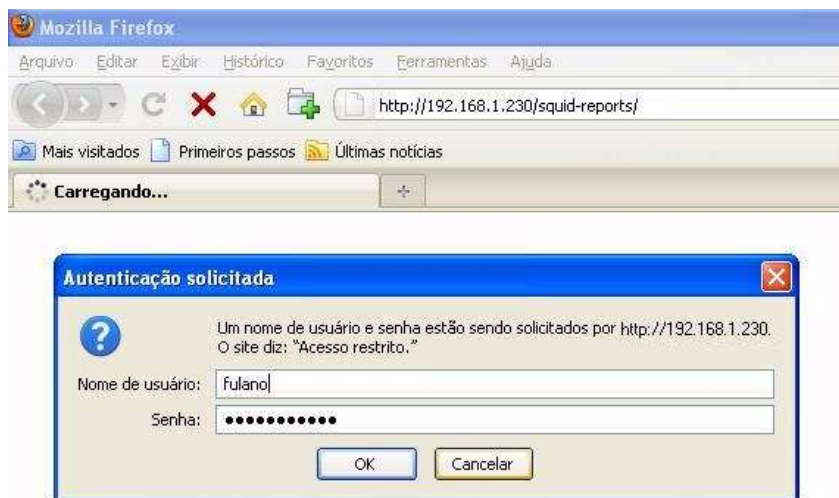 Mozilla Firefox
Arquivo Editar Exibir Histórico Favoritos Ferramentas Ajuda
http://192.168.1.230/squid-reports/
Mais visitados Primeiros passos Últimas notícias
Carregando...
Autenticação solicitada
Um nome de usuário e senha estão sendo solicitados por http://192.168.1.230.
O site diz: "Acesso restrito."
Nome de usuário: fulano
Senha: •••••••••••
OK Cancelar